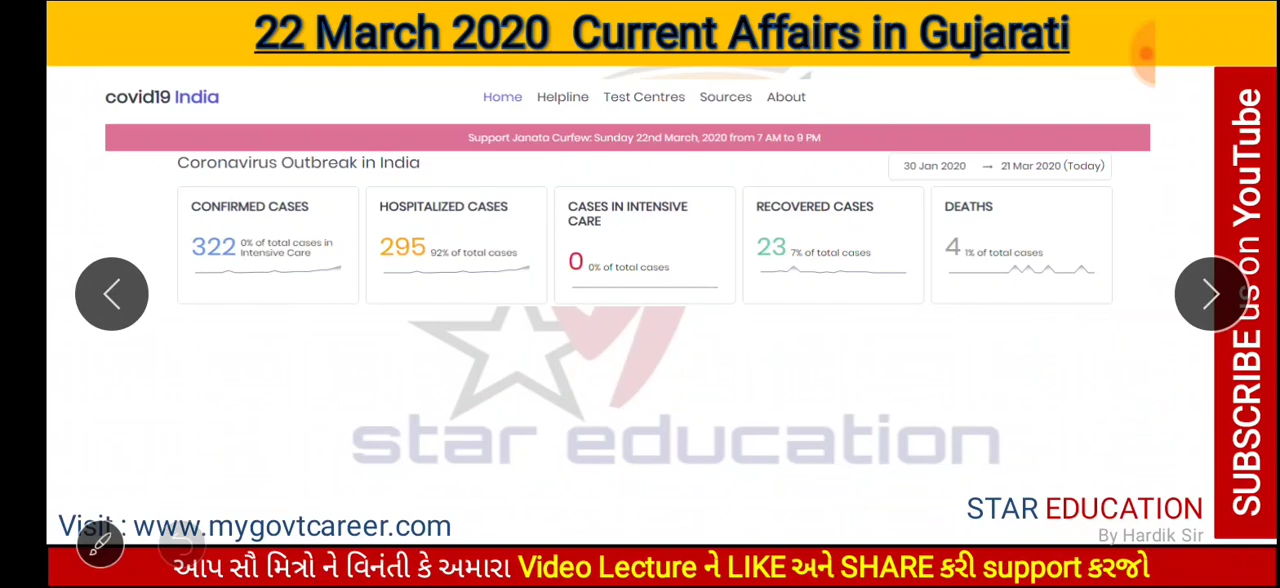 22 March 2020 Current Affairs in Gujarati
covid19 India
Home Helpline Test Centres Sources About
Support Janata Curfew: Sunday 22nd March, 2020 from 7 AM to 9 PM
Coronavirus Outbreak in India
30 Jan 2020 → 21 Mar 2020 (Today)
CONFIRMED CASES
322 0% of total cases in
Intensive Care
HOSPITALIZED CASES
295 92% of total cases
CASES IN INTENSIVE
CARE
0 0% of total cases
RECOVERED CASES
23 7% of total cases
DEATHS
4 1% of total cases
star education
SUBSCRIBE us on YouTube
STAR EDUCATION
By Hardik Sir
Visit : www.mygovtcareer.com
આપ સૌ મિત્રો ને વિનંતી કે અમારા Video Lecture ને LIKE અને SHARE કરી support કરજો